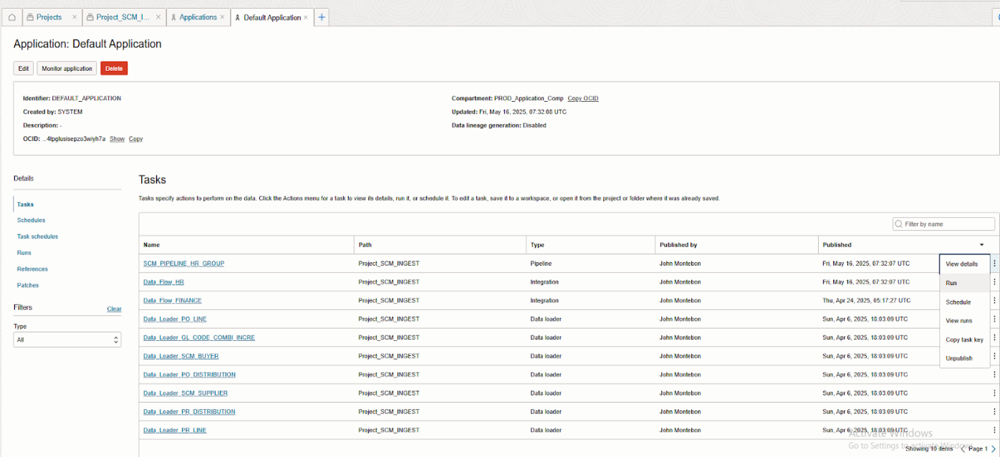 Projects × Project_SCM_I... × Applications × Default Application × +
Application: Default Application
Edit Monitor application Delete
Identifier: DEFAULT_APPLICATION Compartment: PROD_Application_Comp Copy OCID
Created by: SYSTEM Updated: Fri, May 16, 2025, 07:32:08 UTC
Description: - Data lineage generation: Disabled
OCID: ...4tpglusisepzo3wiyh7a Show Copy
Details
Tasks
Schedules
Task schedules
Runs
References
Patches
Filters Clear
Type
All
Tasks
Tasks specify actions to perform on the data. Click the Actions menu for a task to view its details, run it, or schedule it. To edit a task, save it to a workspace, or open it from the project or folder where it was already saved.
Filter by name
Name Path Type Published by Published
SCM_PIPELINE_HR_GROUP Project_SCM_INGEST Pipeline John Montebon Fri, May 16, 2025, 07:32:07 UTC
Data_Flow_HR Project_SCM_INGEST Integration John Montebon Fri, May 16, 2025, 07:32:07 UTC
Data_Flow_FINANCE Project_SCM_INGEST Integration John Montebon Thu, Apr 24, 2025, 05:17:27 UTC
Data_Loader_PO_LINE Project_SCM_INGEST Data loader John Montebon Sun, Apr 6, 2025, 18:03:09 UTC
Data_Loader_GL_CODE_COMBI_INCRE Project_SCM_INGEST Data loader John Montebon Sun, Apr 6, 2025, 18:03:09 UTC
Data_Loader_SCM_BUYER Project_SCM_INGEST Data loader John Montebon Sun, Apr 6, 2025, 18:03:09 UTC
Data_Loader_PO_DISTRIBUTION Project_SCM_INGEST Data loader John Montebon Sun, Apr 6, 2025, 18:03:09 UTC
Data_Loader_SCM_SUPPLIER Project_SCM_INGEST Data loader John Montebon Sun, Apr 6, 2025, 18:03:09 UTC
Data_Loader_PR_DISTRIBUTION Project_SCM_INGEST Data loader John Montebon Sun, Apr 6, 2025, 18:03:09 UTC
Data_Loader_PR_LINE Project_SCM_INGEST Data loader John Montebon Sun, Apr 6, 2025, 18:03:09 UTC
View details
Run
Schedule
View runs
Copy task key
Unpublish
Activate Windows
Go to Settings to activate Windows.
Showing 10 items Page 1